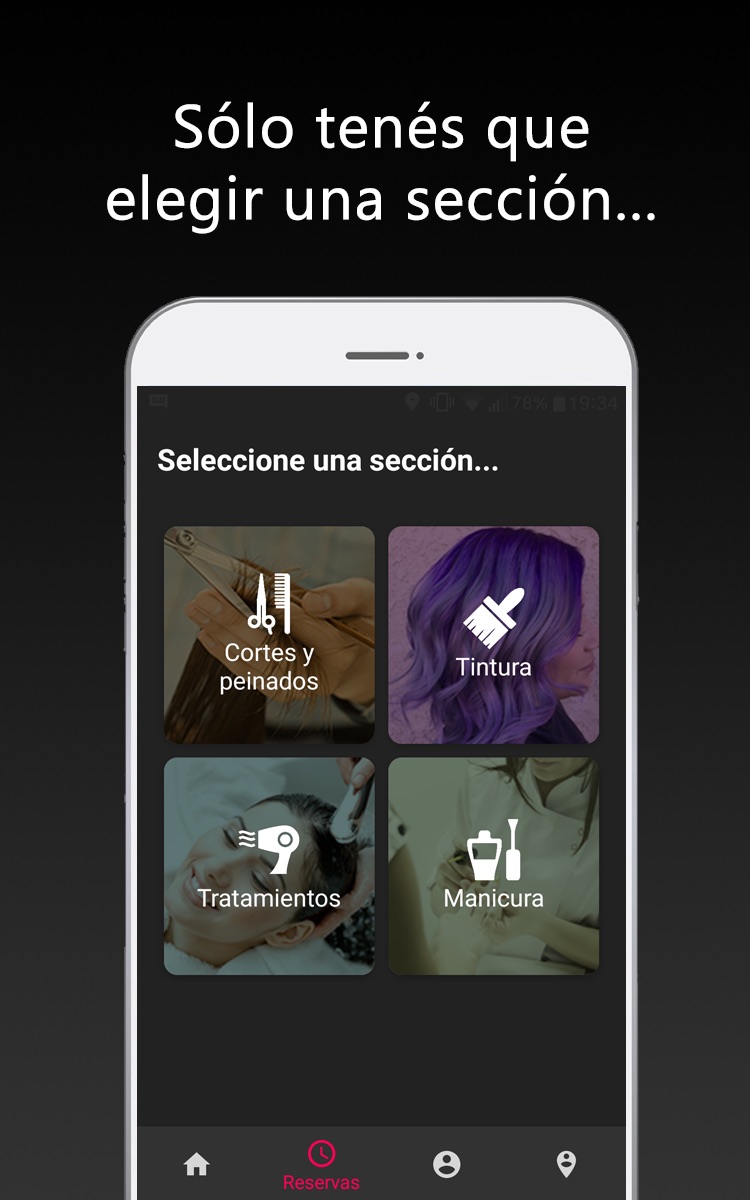 Sólo tenés que
elegir una sección...
78% 19:34
Seleccione una sección...
Cortes y
peinados
Tintura
Tratamientos
Manicura
Reservas